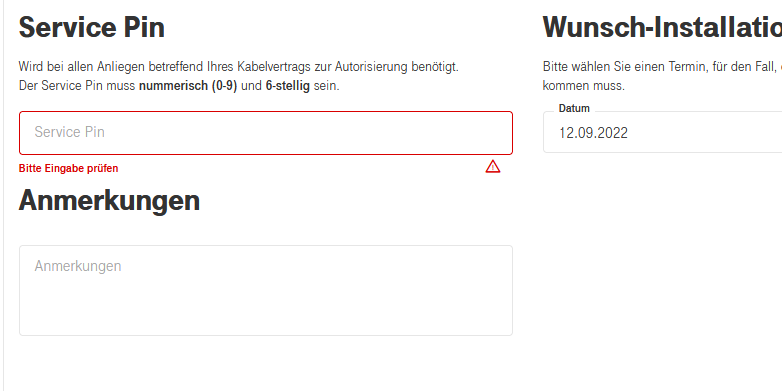 Service Pin
Wird bei allen Anliegen betreffend Ihres Kabelvertrags zur Autorisierung benötigt.
Der Service Pin muss nummerisch (0-9) und 6-stellig sein.
Service Pin
Bitte Eingabe prüfen
Anmerkungen
Anmerkungen
Wunsch-Installatio
Bitte wählen Sie einen Termin, für den Fall,
kommen muss.
Datum
12.09.2022